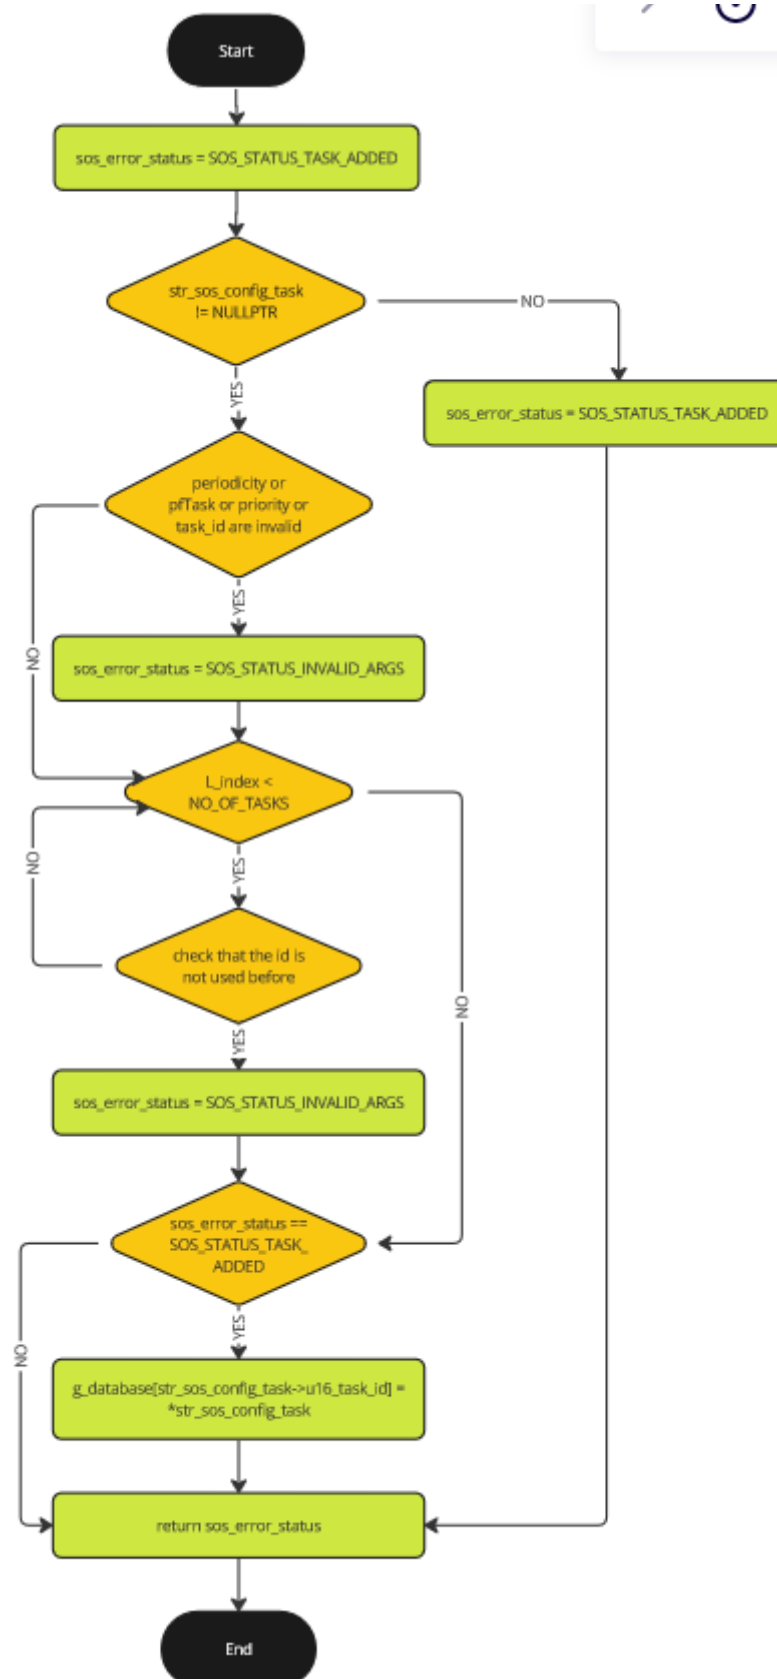 Start
sos_error_status = SOS_STATUS_TASK_ADDED
str_sos_config_task
!= NULLPTR
NO
YES
sos_error_status = SOS_STATUS_TASK_ADDED
periodicity or
pfTask or priority or
task_id are invalid
YES
NO
sos_error_status = SOS_STATUS_INVALID_ARGS
L_index <
NO_OF_TASKS
NO
YES
check that the id is
not used before
NO
YES
sos_error_status = SOS_STATUS_INVALID_ARGS
sos_error_status ==
SOS_STATUS_TASK_
ADDED
YES
NO
g_database[str_sos_config_task->u16_task_id] =
*str_sos_config_task
return sos_error_status
End